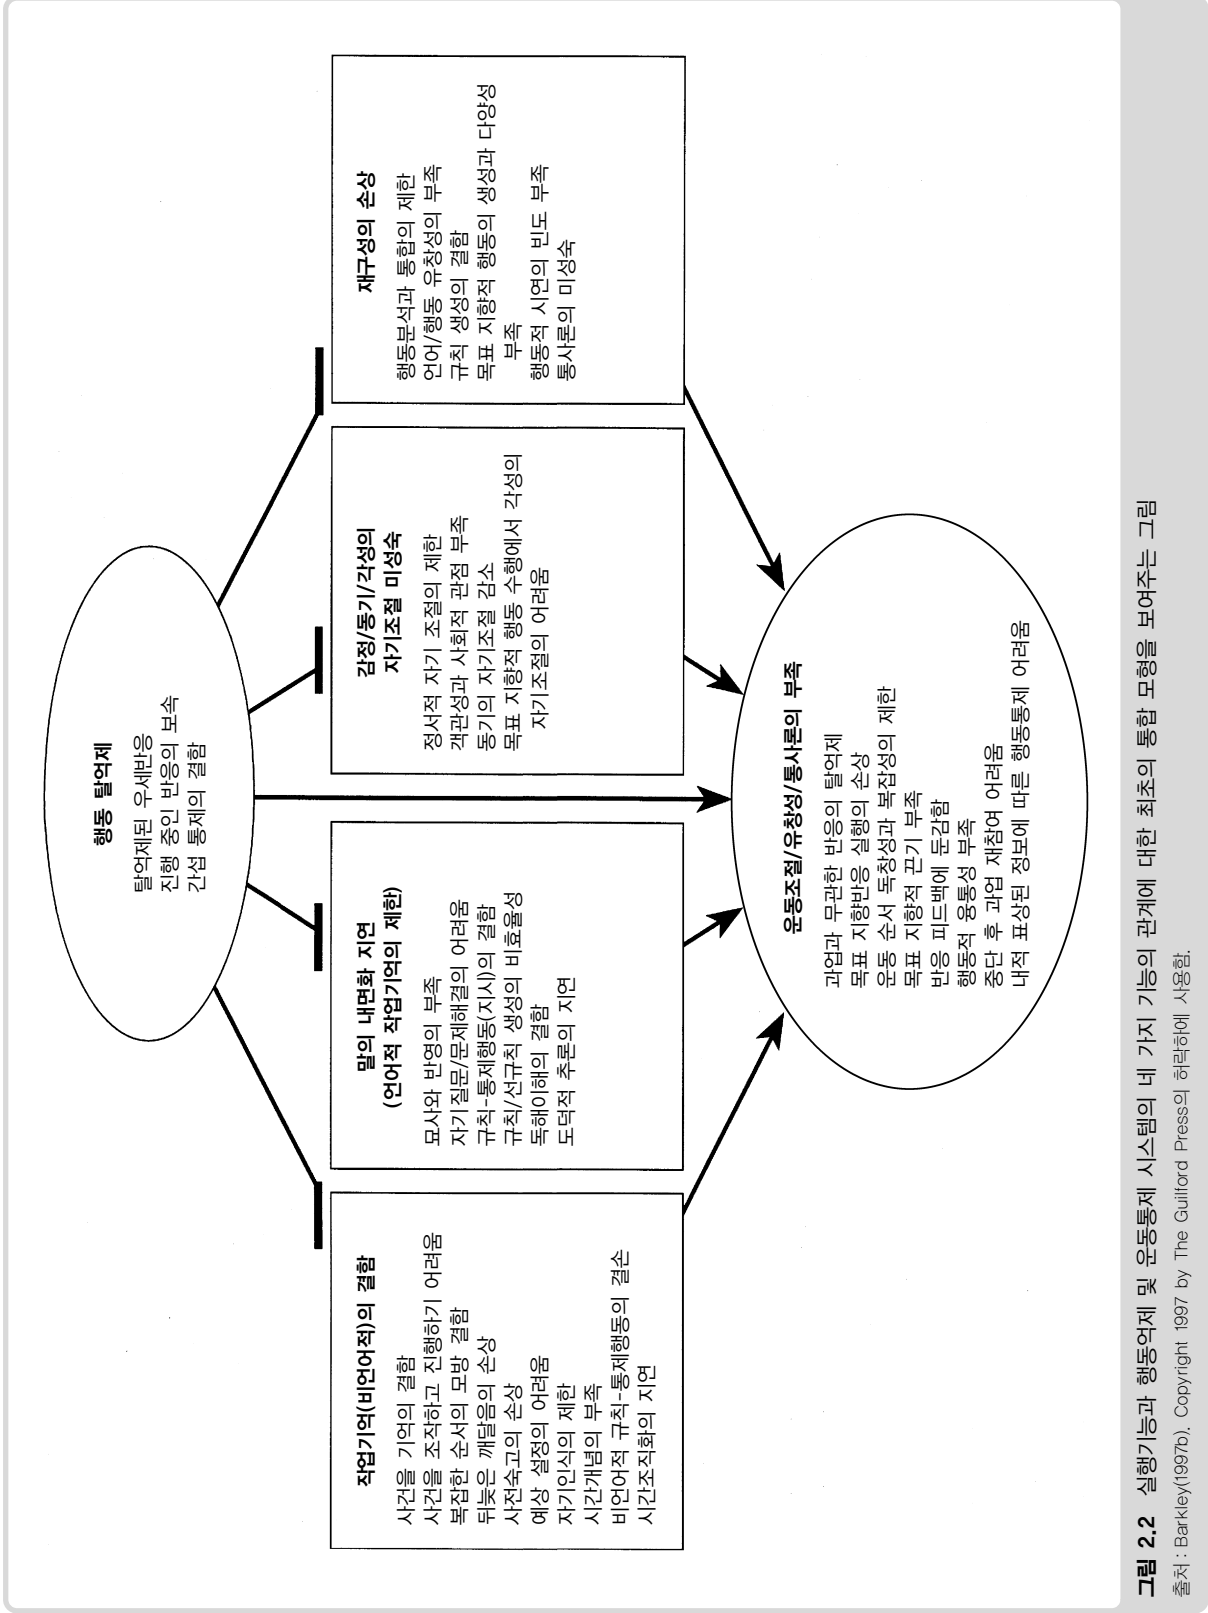 행동 탈억제
탈억제된 우세반응
진행 중인 반응의 보속
간섭 통제의 결함
작업기억(비언어적)의 결함
사건을 기억의 결함
사건을 조작하고 진행하기 어려움
복잡한 순서의 모방 결함
뒤늦은 깨달음의 손상
사전숙고의 손상
예상 설정의 어려움
자기인식의 제한
시간개념의 부족
비언어적 규칙-통제행동의 결손
시간조직화의 지연
말의 내면화 지연
(언어적 작업기억의 제한)
묘사와 반영의 부족
자기질문/문제해결의 어려움
규칙-통제행동(지시)의 결함
규칙/선규칙 생성의 비효율성
독해이해의 결함
도덕적 추론의 지연
감정/동기/각성의
자기조절 미성숙
정서적 자기 조절의 제한
객관성과 사회적 관점 부족
동기의 자기조절 감소
목표 지향적 행동 수행에서 각성의
자기조절의 어려움
재구성의 손상
행동분석과 통합의 제한
언어/행동 유창성의 부족
규칙 생성의 결함
목표 지향적 행동의 생성과 다양성
부족
행동적 시연의 빈도 부족
통사론의 미성숙
운동조절/유창성/통사론의 부족
과업과 무관한 반응의 탈억제
목표 지향반응 실행의 손상
운동 순서 독창성과 복잡성의 제한
목표 지향적 끈기 부족
반응 피드백에 둔감함
행동적 융통성 부족
중단 후 과업 재참여 어려움
내적 표상된 정보에 따른 행동통제 어려움
그림 2.2 실행기능과 행동억제 및 운동통제 시스템의 네 가지 기능의 관계에 대한 최초의 통합 모형을 보여주는 그림
출처 : Barkley(1997b). Copyright 1997 by The Guilford Press의 허락하에 사용함.